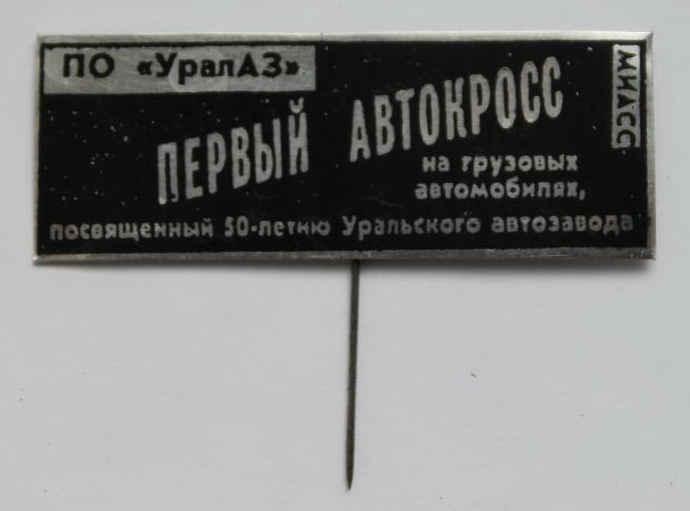 ПО «УралАЗ»
МИАСС
ПЕРВЫЙ АВТОКРОСС
на грузовых
автомобилях,
посвященный 50-летию Уральского автозавода